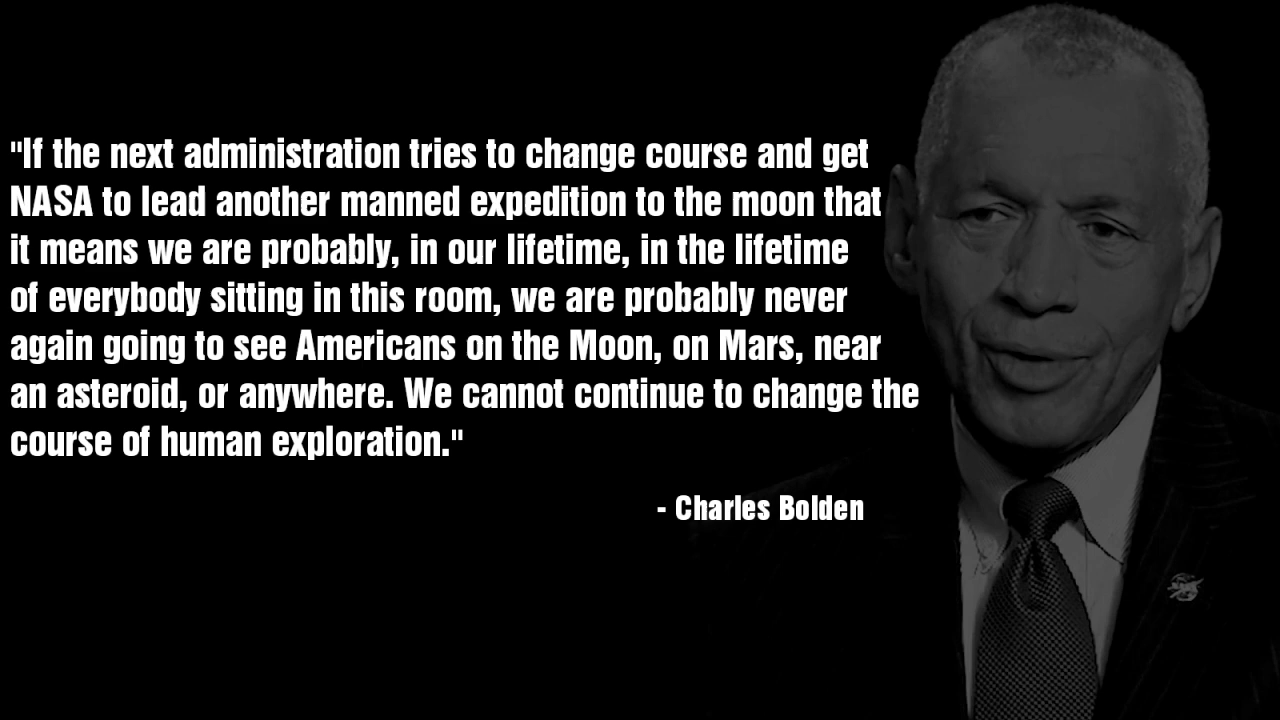 "If the next administration tries to change course and get
NASA to lead another manned expedition to the moon that
it means we are probably, in our lifetime, in the lifetime
of everybody sitting in this room, we are probably never
again going to see Americans on the Moon, on Mars, near
an asteroid, or anywhere. We cannot continue to change the
course of human exploration."
- Charles Bolden